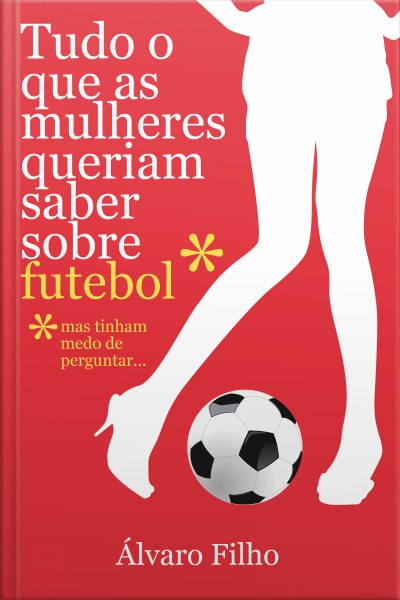 Tudo o
que as
mulheres
queriam
saber
sobre
futebol*
*mas tinham
medo de
perguntar...
Álvaro Filho